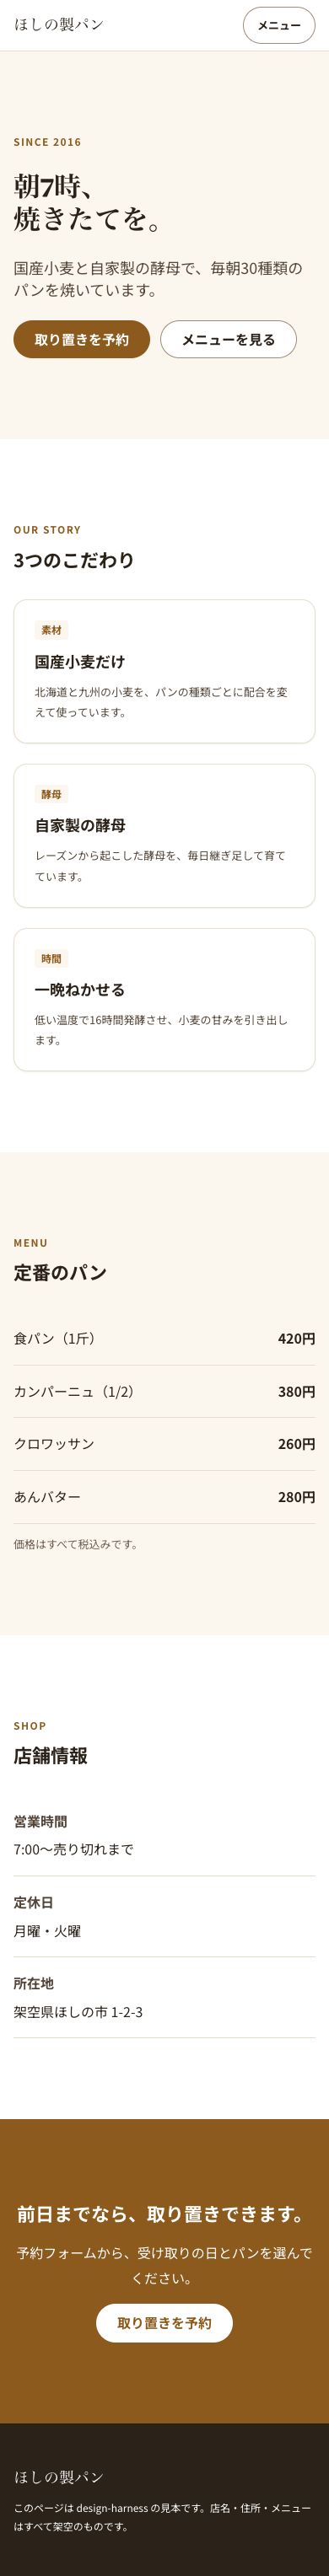 ほしの製パン
メニュー
SINCE 2016
朝7時、
焼きたてを。
国産小麦と自家製の酵母で、毎朝30種類の
パンを焼いています。
取り置きを予約
メニューを見る
OUR STORY
3つのこだわり
素材
国産小麦だけ
北海道と九州の小麦を、パンの種類ごとに配合を変
えて使っています。
酵母
自家製の酵母
レーズンから起こした酵母を、毎日継ぎ足して育て
ています。
時間
一晩ねかせる
低い温度で16時間発酵させ、小麦の甘みを引き出し
ます。
MENU
定番のパン
食パン（1斤） 420円
カンパーニュ（1/2） 380円
クロワッサン 260円
あんバター 280円
価格はすべて税込みです。
SHOP
店舗情報
営業時間
7:00〜売り切れまで
定休日
月曜・火曜
所在地
架空県ほしの市 1-2-3
前日までなら、取り置きできます。
予約フォームから、受け取りの日とパンを選んで
ください。
取り置きを予約
ほしの製パン
このページは design-harness の見本です。店名・住所・メニュー
はすべて架空のものです。